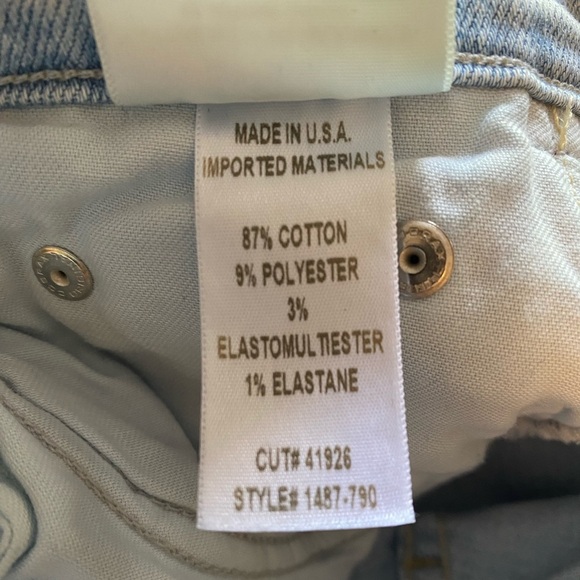 MADE IN U.S.A.
IMPORTED MATERIALS
87% COTTON
9% POLYESTER
3%
ELASTOMULTIESTER
1% ELASTANE
CUT# 41926
STYLE# 1487-790